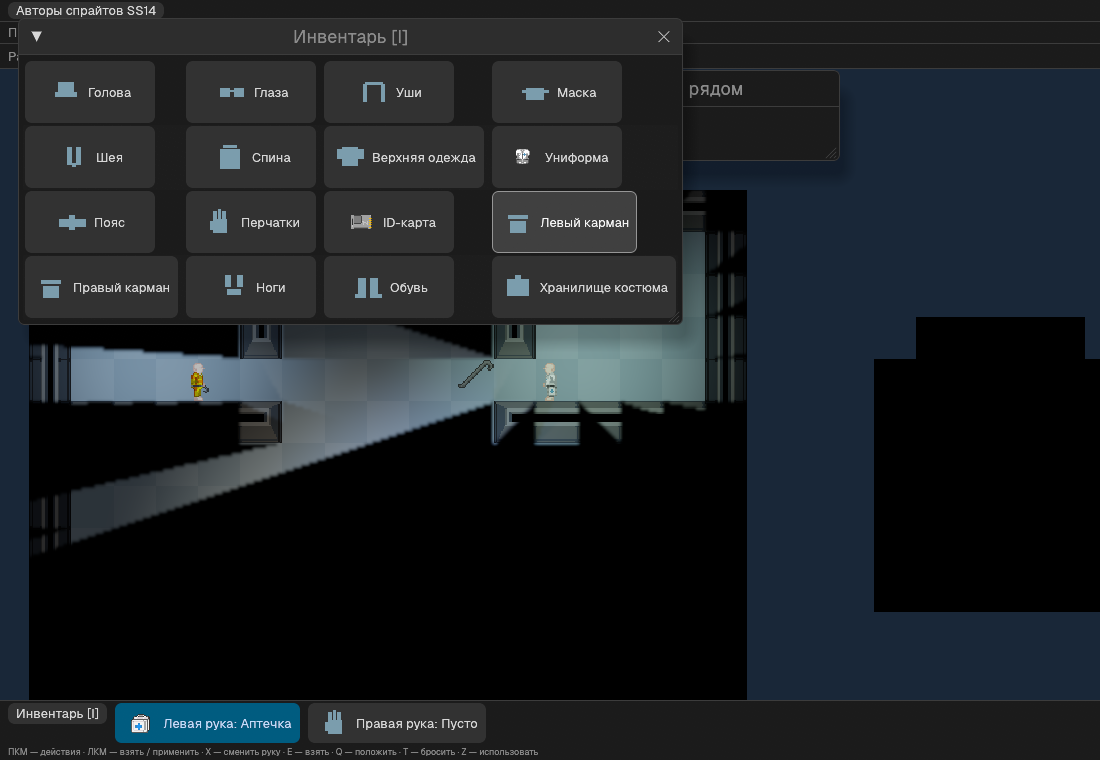 Авторы спрайтов SS14
Инвентарь [I]
Голова
Глаза
Уши
Маска
рядом
Шея
Спина
Верхняя одежда
Униформа
Пояс
Перчатки
ID-карта
Левый карман
Правый карман
Ноги
Обувь
Хранилище костюма
Инвентарь [I]
Левая рука: Аптечка
Правая рука: Пусто
ПКМ — действия · ЛКМ — взять / применить · X — сменить руку · E — взять · Q — положить · T — бросить · Z — использовать